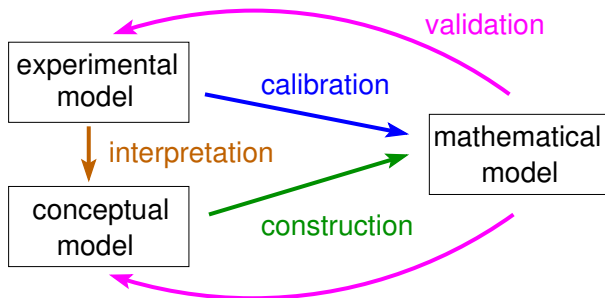 validation
experimental
model
calibration
mathematical
model
interpretation
conceptual
model
construction